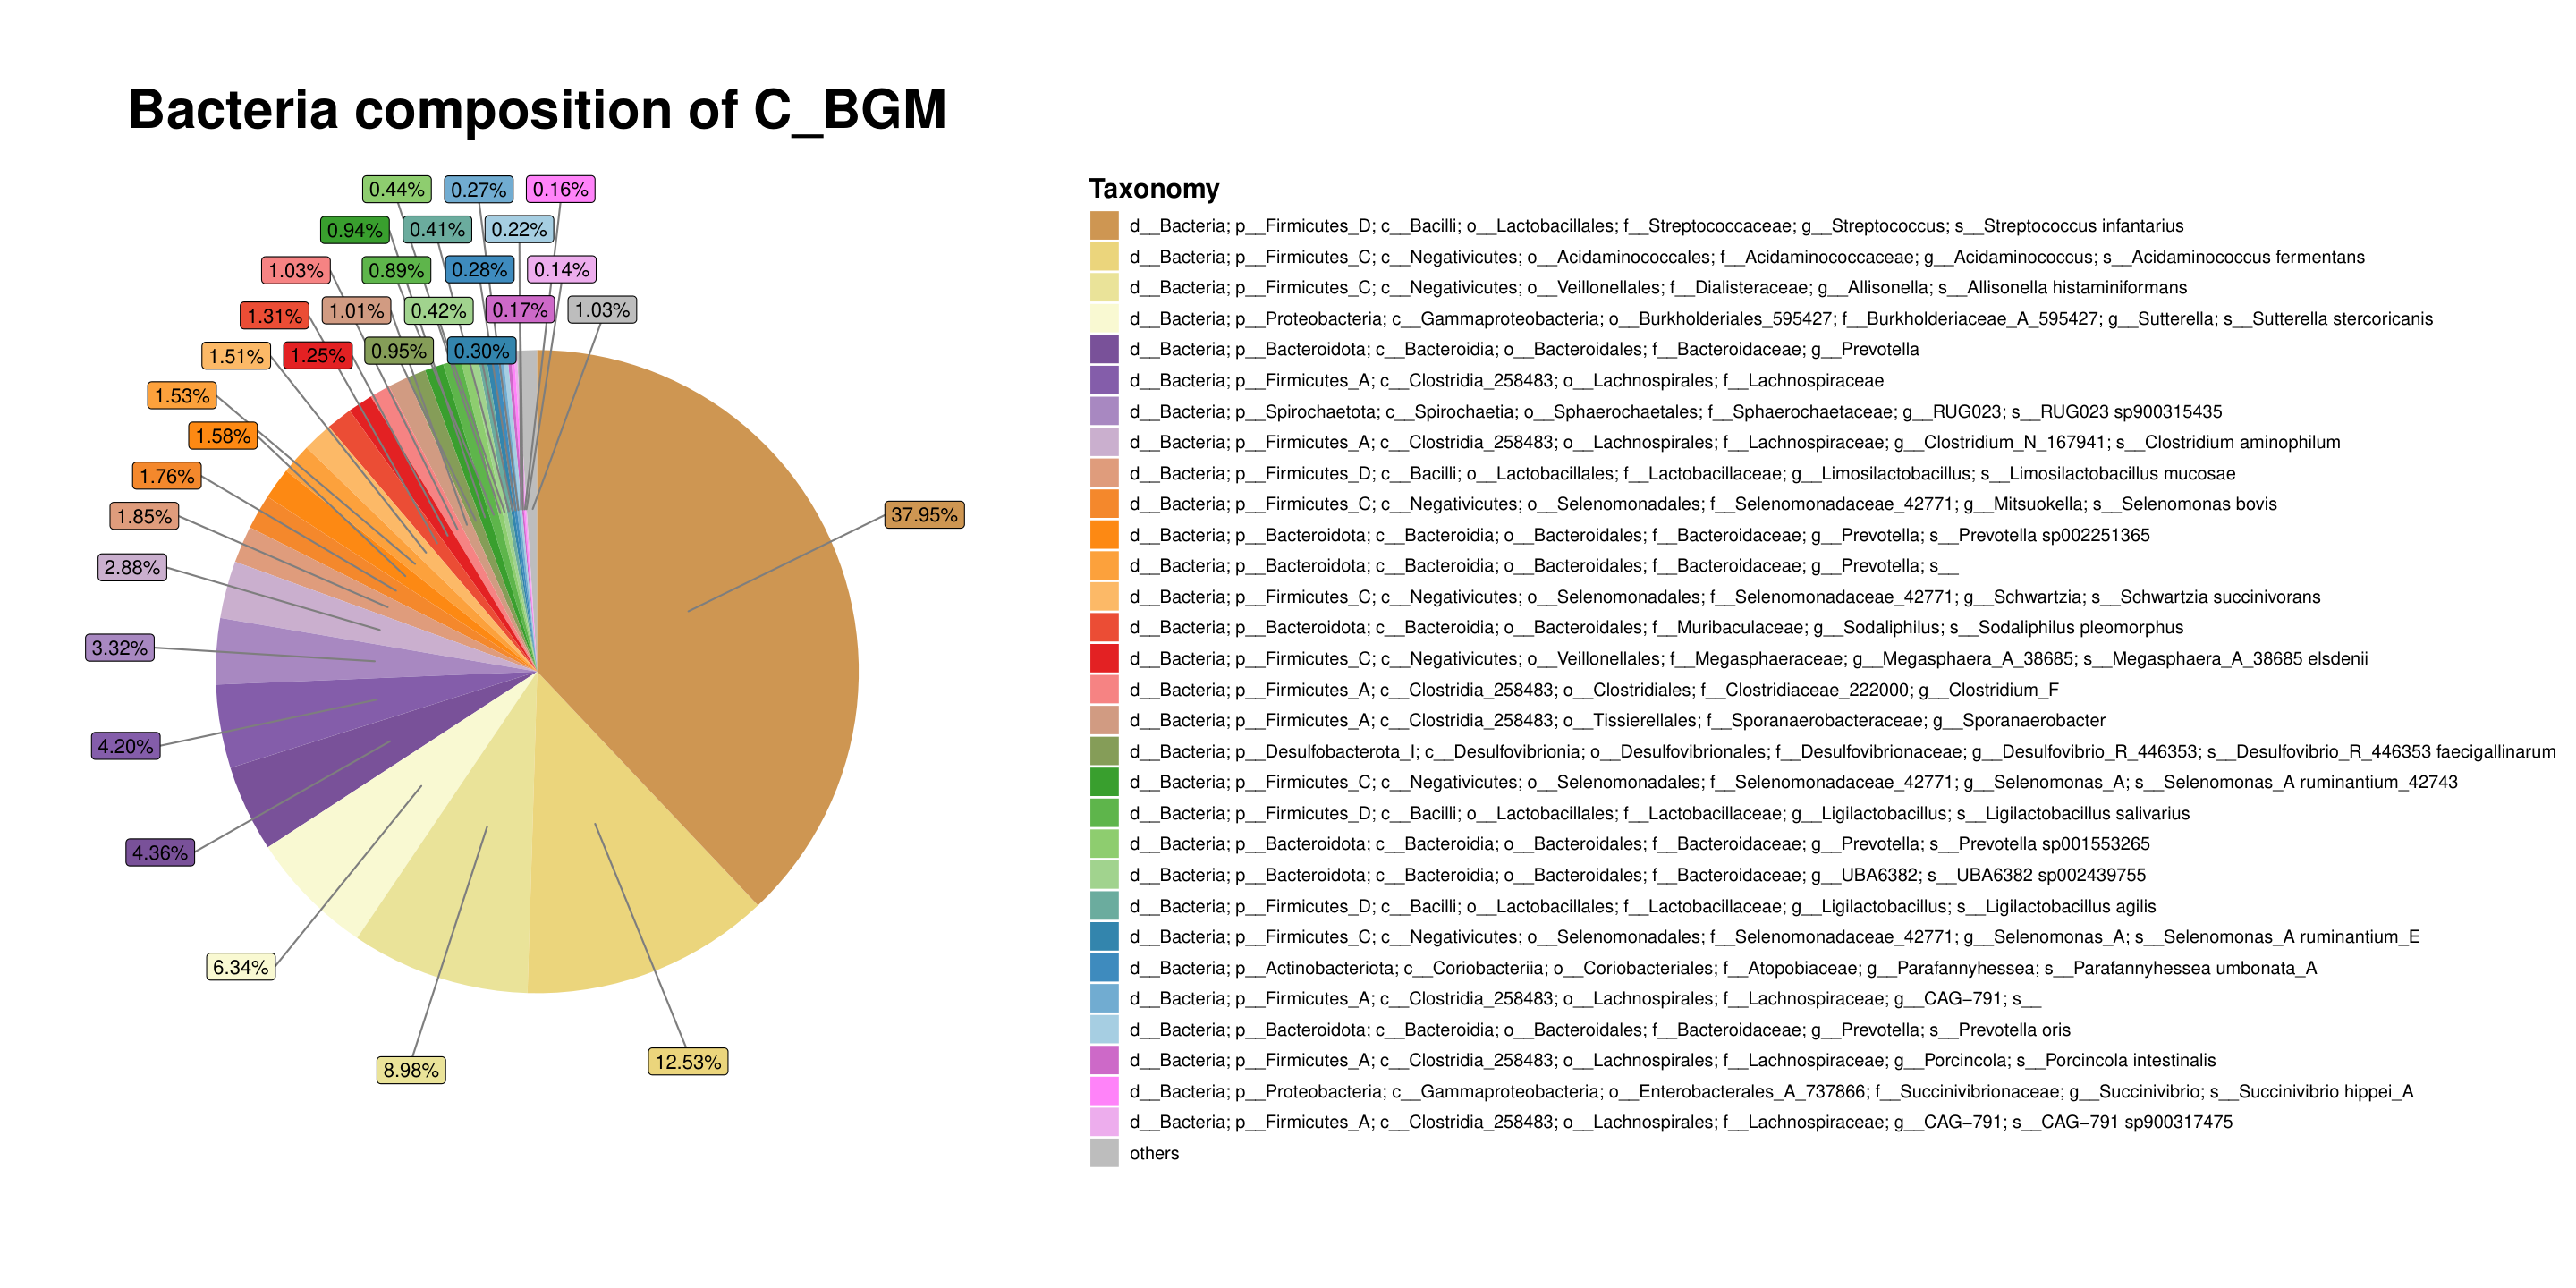 Bacteria composition of C_BGM
0.44%
0.27%
0.16%
0.94%
0.41%
0.22%
1.03%
0.89%
0.28%
0.14%
1.31%
1.01%
0.42%
0.17%
1.03%
1.51%
1.25%
0.95%
0.30%
1.53%
1.58%
1.76%
1.85%
37.95%
2.88%
3.32%
4.20%
4.36%
6.34%
8.98%
12.53%
Taxonomy
d__Bacteria; p__Firmicutes_D; c__Bacilli; o__Lactobacillales; f__Streptococcaceae; g__Streptococcus; s__Streptococcus infantarius
d__Bacteria; p__Firmicutes_C; c__Negativicutes; o__Acidaminococcales; f__Acidaminococcaceae; g__Acidaminococcus; s__Acidaminococcus fermentans
d__Bacteria; p__Firmicutes_C; c__Negativicutes; o__Veillonellales; f__Dialisteraceae; g__Allisonella; s__Allisonella histaminiformans
d__Bacteria; p__Proteobacteria; c__Gammaproteobacteria; o__Burkholderiales_595427; f__Burkholderiaceae_A_595427; g__Sutterella; s__Sutterella stercoricanis
d__Bacteria; p__Bacteroidota; c__Bacteroidia; o__Bacteroidales; f__Bacteroidaceae; g__Prevotella
d__Bacteria; p__Firmicutes_A; c__Clostridia_258483; o__Lachnospirales; f__Lachnospiraceae
d__Bacteria; p__Spirochaetota; c__Spirochaetia; o__Sphaerochaetales; f__Sphaerochaetaceae; g__RUG023; s__RUG023 sp900315435
d__Bacteria; p__Firmicutes_A; c__Clostridia_258483; o__Lachnospirales; f__Lachnospiraceae; g__Clostridium_N_167941; s__Clostridium aminophilum
d__Bacteria; p__Firmicutes_D; c__Bacilli; o__Lactobacillales; f__Lactobacillaceae; g__Limosilactobacillus; s__Limosilactobacillus mucosae
d__Bacteria; p__Firmicutes_C; c__Negativicutes; o__Selenomonadales; f__Selenomonadaceae_42771; g__Mitsuokella; s__Selenomonas bovis
d__Bacteria; p__Bacteroidota; c__Bacteroidia; o__Bacteroidales; f__Bacteroidaceae; g__Prevotella; s__Prevotella sp002251365
d__Bacteria; p__Bacteroidota; c__Bacteroidia; o__Bacteroidales; f__Bacteroidaceae; g__Prevotella; s__
d__Bacteria; p__Firmicutes_C; c__Negativicutes; o__Selenomonadales; f__Selenomonadaceae_42771; g__Schwartzia; s__Schwartzia succinivorans
d__Bacteria; p__Bacteroidota; c__Bacteroidia; o__Bacteroidales; f__Muribaculaceae; g__Sodaliphilus; s__Sodaliphilus pleomorphus
d__Bacteria; p__Firmicutes_C; c__Negativicutes; o__Veillonellales; f__Megasphaeraceae; g__Megasphaera_A_38685; s__Megasphaera_A_38685 elsdenii
d__Bacteria; p__Firmicutes_A; c__Clostridia_258483; o__Clostridiales; f__Clostridiaceae_222000; g__Clostridium_F
d__Bacteria; p__Firmicutes_A; c__Clostridia_258483; o__Tissierellales; f__Sporanaerobacteraceae; g__Sporanaerobacter
d__Bacteria; p__Desulfobacterota_I; c__Desulfovibrionia; o__Desulfovibrionales; f__Desulfovibrionaceae; g__Desulfovibrio_R_446353; s__Desulfovibrio_R_446353 faecigallinarum
d__Bacteria; p__Firmicutes_C; c__Negativicutes; o__Selenomonadales; f__Selenomonadaceae_42771; g__Selenomonas_A; s__Selenomonas_A ruminantium_42743
d__Bacteria; p__Firmicutes_D; c__Bacilli; o__Lactobacillales; f__Lactobacillaceae; g__Ligilactobacillus; s__Ligilactobacillus salivarius
d__Bacteria; p__Bacteroidota; c__Bacteroidia; o__Bacteroidales; f__Bacteroidaceae; g__Prevotella; s__Prevotella sp001553265
d__Bacteria; p__Bacteroidota; c__Bacteroidia; o__Bacteroidales; f__Bacteroidaceae; g__UBA6382; s__UBA6382 sp002439755
d__Bacteria; p__Firmicutes_D; c__Bacilli; o__Lactobacillales; f__Lactobacillaceae; g__Ligilactobacillus; s__Ligilactobacillus agilis
d__Bacteria; p__Firmicutes_C; c__Negativicutes; o__Selenomonadales; f__Selenomonadaceae_42771; g__Selenomonas_A; s__Selenomonas_A ruminantium_E
d__Bacteria; p__Actinobacteriota; c__Coriobacteriia; o__Coriobacteriales; f__Atopobiaceae; g__Parafannyhessea; s__Parafannyhessea umbonata_A
d__Bacteria; p__Firmicutes_A; c__Clostridia_258483; o__Lachnospirales; f__Lachnospiraceae; g__CAG−791; s__
d__Bacteria; p__Bacteroidota; c__Bacteroidia; o__Bacteroidales; f__Bacteroidaceae; g__Prevotella; s__Prevotella oris
d__Bacteria; p__Firmicutes_A; c__Clostridia_258483; o__Lachnospirales; f__Lachnospiraceae; g__Porcincola; s__Porcincola intestinalis
d__Bacteria; p__Proteobacteria; c__Gammaproteobacteria; o__Enterobacterales_A_737866; f__Succinivibrionaceae; g__Succinivibrio; s__Succinivibrio hippei_A
d__Bacteria; p__Firmicutes_A; c__Clostridia_258483; o__Lachnospirales; f__Lachnospiraceae; g__CAG−791; s__CAG−791 sp900317475
others